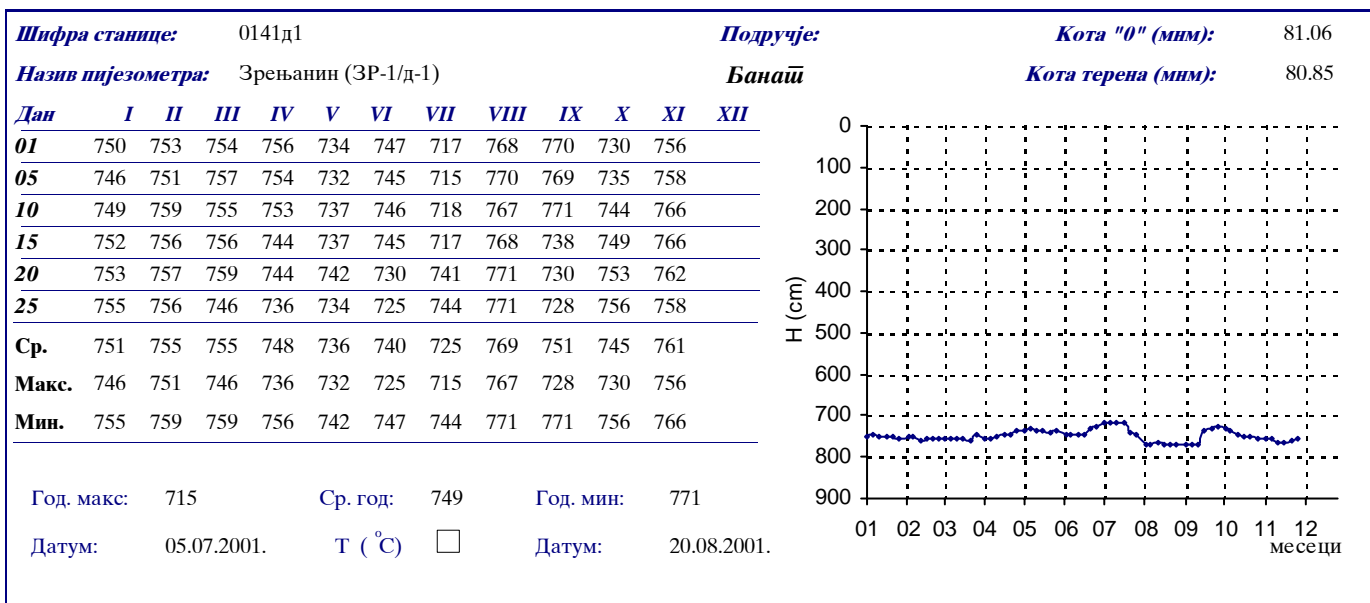 Шифра станице: 0141д1 Подручје: Кота "0" (мнм): 81.06
Назив пијезометра: Зрењанин (ЗР-1/д-1) Банат Кота терена (мнм): 80.85
Дан I II III IV V VI VII VIII IX X XI XII
01 750 753 754 756 734 747 717 768 770 730 756
05 746 751 757 754 732 745 715 770 769 735 758
10 749 759 755 753 737 746 718 767 771 744 766
15 752 756 756 744 737 745 717 768 738 749 766
20 753 757 759 744 742 730 741 771 730 753 762
25 755 756 746 736 734 725 744 771 728 756 758
Ср. 751 755 755 748 736 740 725 769 751 745 761
Макс. 746 751 746 736 732 725 715 767 728 730 756
Мин. 755 759 759 756 742 747 744 771 771 756 766
Год. макс: 715 Ср. год: 749 Год. мин: 771
Датум: 05.07.2001. Т (°C) Датум: 20.08.2001.
H (cm)
0
100
200
300
400
500
600
700
800
900
01 02 03 04 05 06 07 08 09 10 11 12
месеци